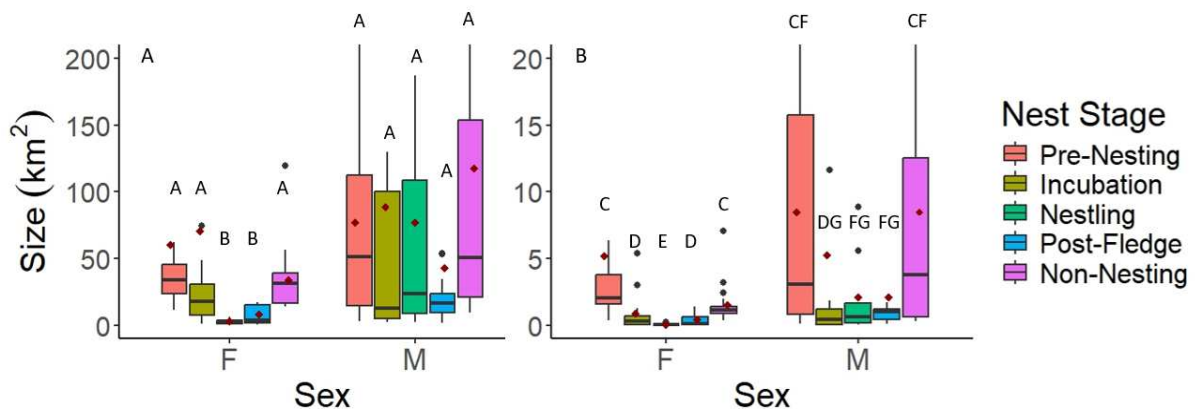 A
200
150
100
50
0
Size (km²)
A A B B A
A A A A A
F M
Sex
B
20
15
10
5
0
C D E D C
CF DG FG FG CF
F M
Sex
Nest Stage
Pre-Nesting
Incubation
Nestling
Post-Fledge
Non-Nesting